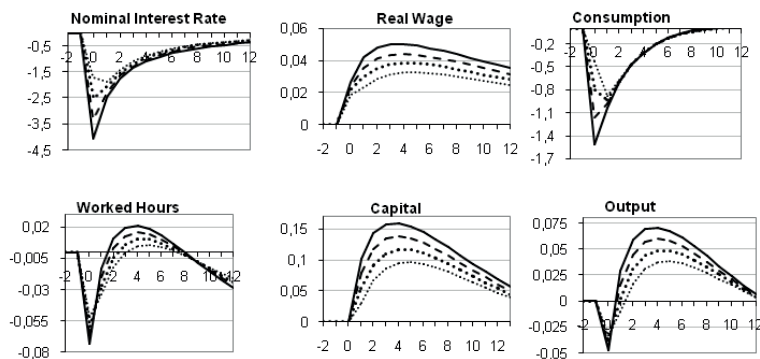 Nominal Interest Rate
Real Wage
Consumption
-2 0 2 4 6 8 10 12
-0,5
-1,5
-2,5
-3,5
-4,5
0,06
0,04
0,02
0
-2 0 2 4 6 8 10 12
-2 0 2 4 6 8 10 12
-0,2
-0,5
-0,8
-1,1
-1,4
-1,7
Worked Hours
Capital
Output
0,02
-0,005
-0,03
-0,055
-0,08
-2 0 2 4 6 8 10 12
0,15
0,1
0,05
0
-2 0 2 4 6 8 10 12
0,075
0,05
0,025
0
-0,025
-0,05
-2 0 2 4 6 8 10 12